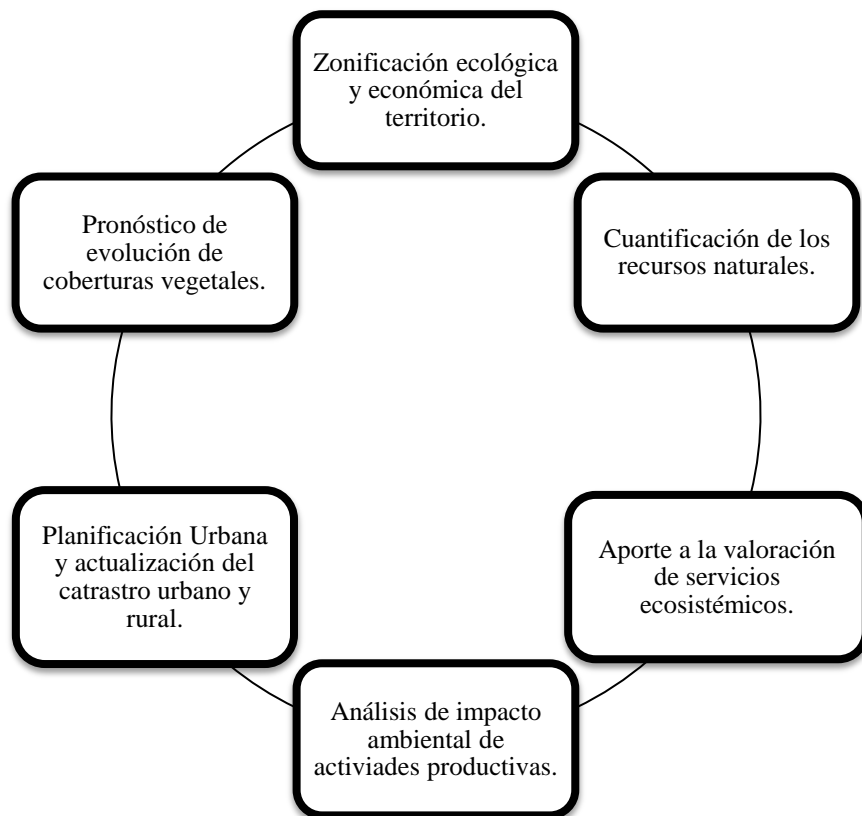 Zonificación ecológica
y económica del
territorio.
Cuantificación de los
recursos naturales.
Aporte a la valoración
de servicios
ecosistémicos.
Análisis de impacto
ambiental de
activiades productivas.
Planificación Urbana
y actualización del
catrastro urbano y
rural.
Pronóstico de
evolución de
coberturas vegetales.